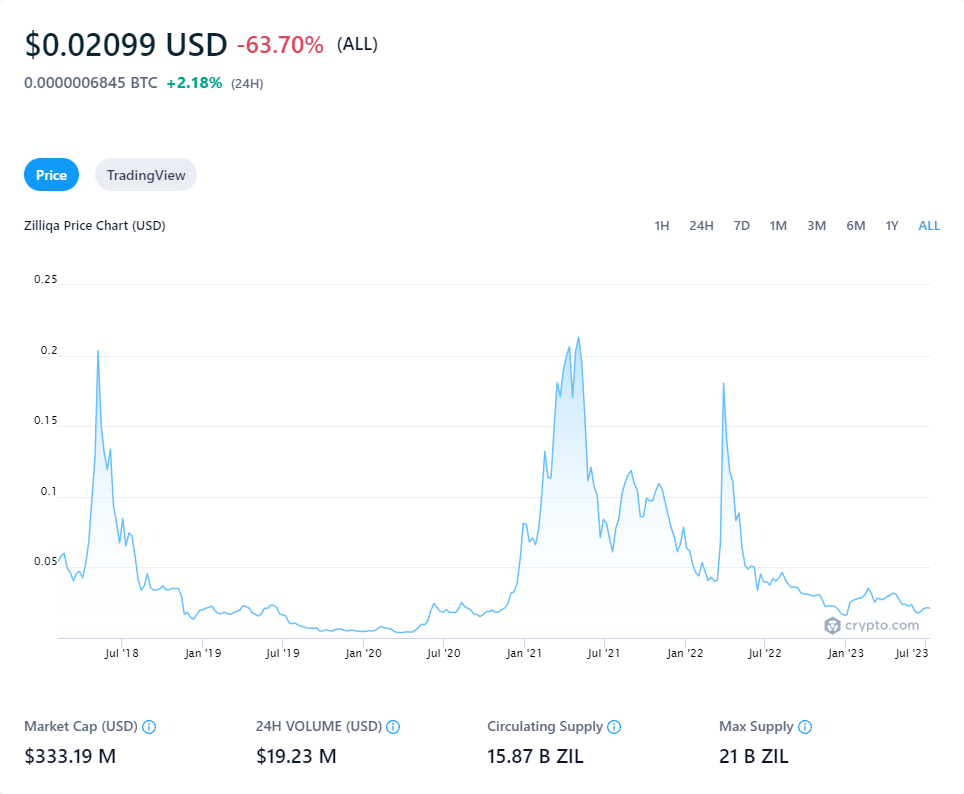 $0.02099 USD -63.70% (ALL)
0.0000006845 BTC +2.18% (24H)
Price TradingView
Zilliqa Price Chart (USD) 1H 24H 7D 1M 3M 6M 1Y ALL
0.25
0.2
0.15
0.1
0.05
crypto.com
Jul '18 Jan '19 Jul '19 Jan '20 Jul '20 Jan '21 Jul '21 Jan '22 Jul '22 Jan '23 Jul '23
Market Cap (USD) 24H VOLUME (USD) Circulating Supply Max Supply
$333.19 M $19.23 M 15.87 B ZIL 21 B ZIL